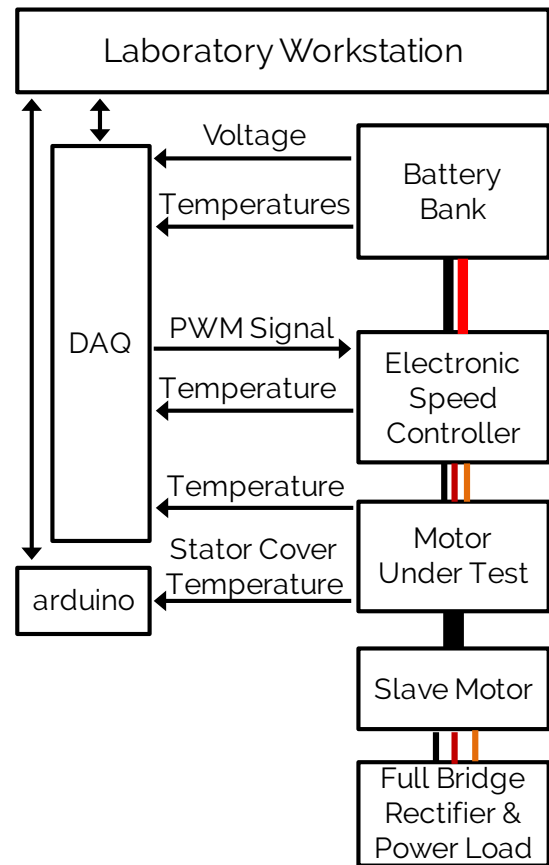 Laboratory Workstation
Voltage
Battery
Bank
Temperatures
DAQ
PWM Signal
Electronic
Speed
Controller
Temperature
Temperature
Motor
Under Test
Stator Cover
Temperature
arduino
Slave Motor
Full Bridge
Rectifier &
Power Load